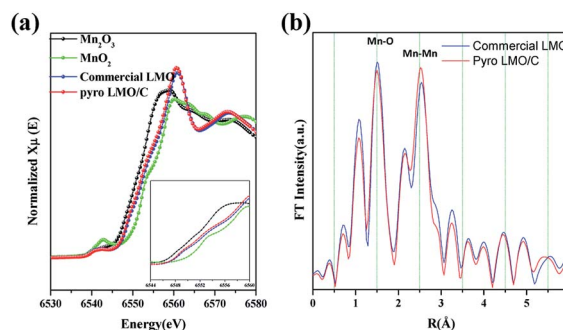 (a)
Mn₂O₃
MnO₂
Commercial LMO
pyro LMO/C
Normalized Xμ (E)
6544 6548 6552 6556 6560
6530 6540 6550 6560 6570 6580
Energy(eV)
(b)
Mn-O
Mn-Mn
Commercial LMO
Pyro LMO/C
FT Intensity(a.u.)
0 1 2 3 4 5
R(Å)